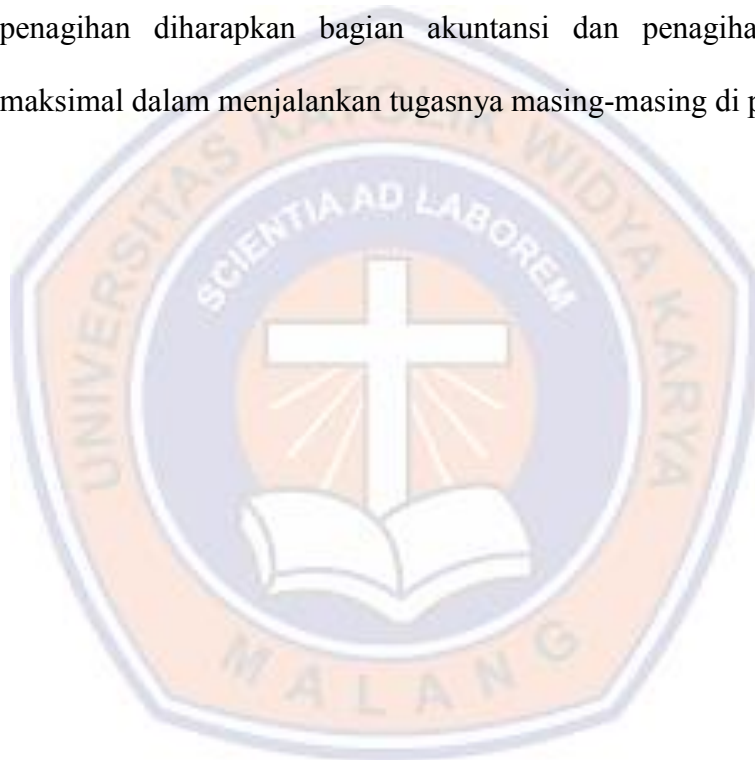 penagihan diharapkan bagian akuntansi dan penagiha
maksimal dalam menjalankan tugasnya masing-masing di p
UNIVERSITAS KATOLIK WIDYA KARYA
SCIENTIA AD LABOREM
MALANG